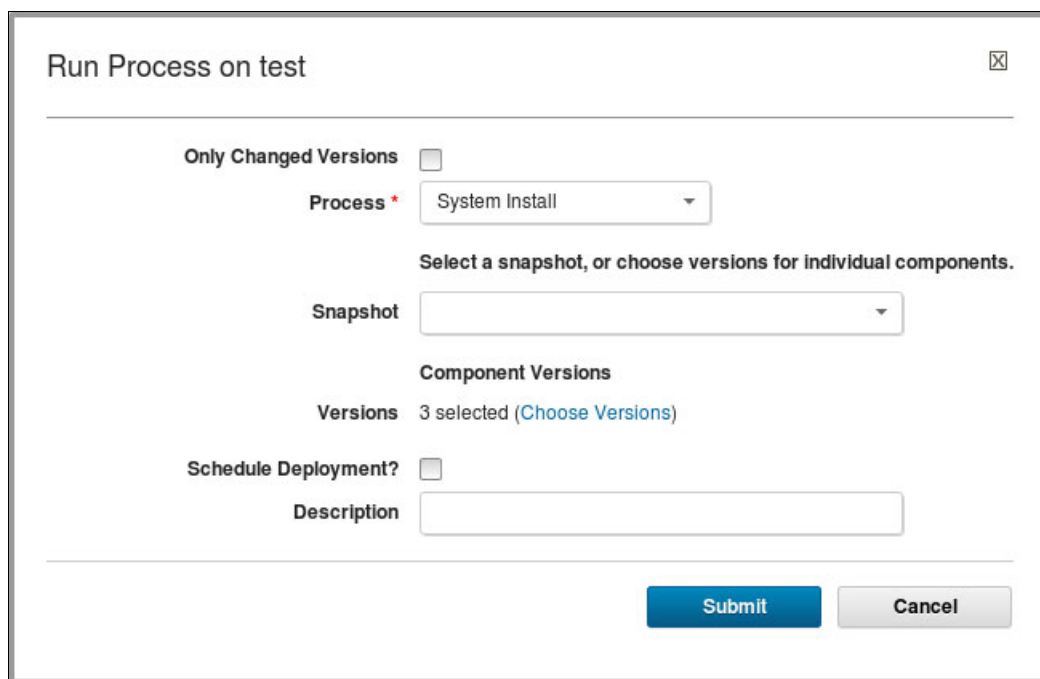 Run Process on test
Only Changed Versions
Process *
System Install
Select a snapshot, or choose versions for individual components.
Snapshot
Component Versions
Versions 3 selected (Choose Versions)
Schedule Deployment?
Description
Submit
Cancel